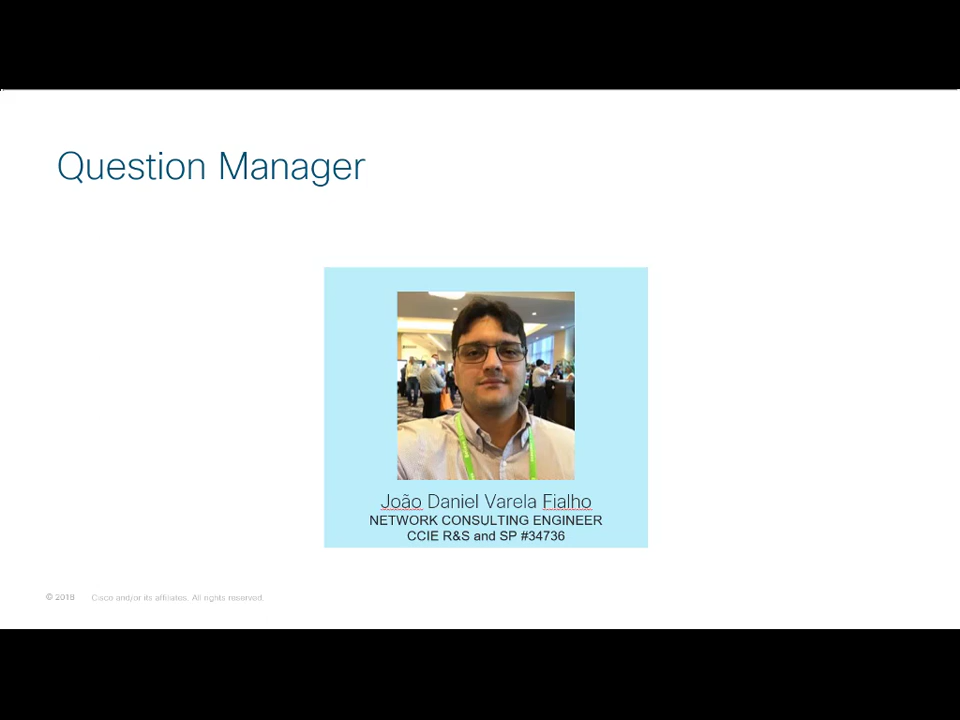 Question Manager
João Daniel Varela Fialho
NETWORK CONSULTING ENGINEER
CCIE R&S and SP #34736
© 2018 Cisco and/or its affiliates. All rights reserved.